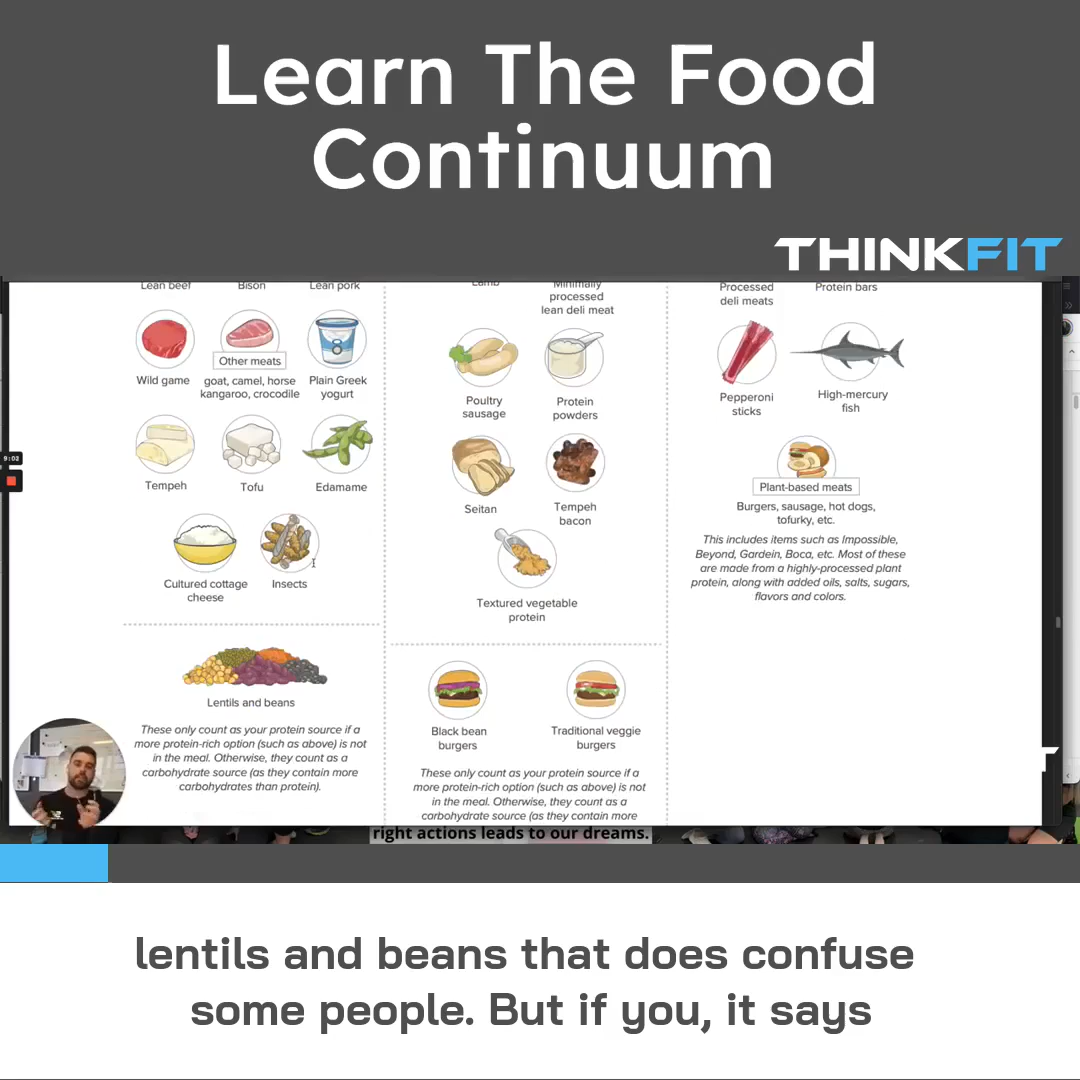 Learn The Food
Continuum
THINKFIT
Lean beef
Bison
Lean pork
Wild game
Other meats
goat, camel, horse
kangaroo, crocodile
Plain Greek
yogurt
Tempeh
Tofu
Edamame
Cultured cottage
cheese
Insects
Lentils and beans
These only count as your protein source if a
more protein-rich option (such as above) is not
in the meal. Otherwise, they count as a
carbohydrate source (as they contain more
carbohydrates than protein).
Lamb
Minimally
processed
lean deli meat
Poultry
sausage
Protein
powders
Seitan
Tempeh
bacon
Textured vegetable
protein
Black bean
burgers
Traditional veggie
burgers
These only count as your protein source if a
more protein-rich option (such as above) is not
in the meal. Otherwise, they count as a
carbohydrate source (as they contain more
Processed
deli meats
Protein bars
Pepperoni
sticks
High-mercury
fish
Plant-based meats
Burgers, sausage, hot dogs,
tofurky, etc.
This includes items such as Impossible,
Beyond, Gardein, Boca, etc. Most of these
are made from a highly-processed plant
protein, along with added oils, salts, sugars,
flavors and colors.
9:03
right actions leads to our dreams.
lentils and beans that does confuse
some people. But if you, it says